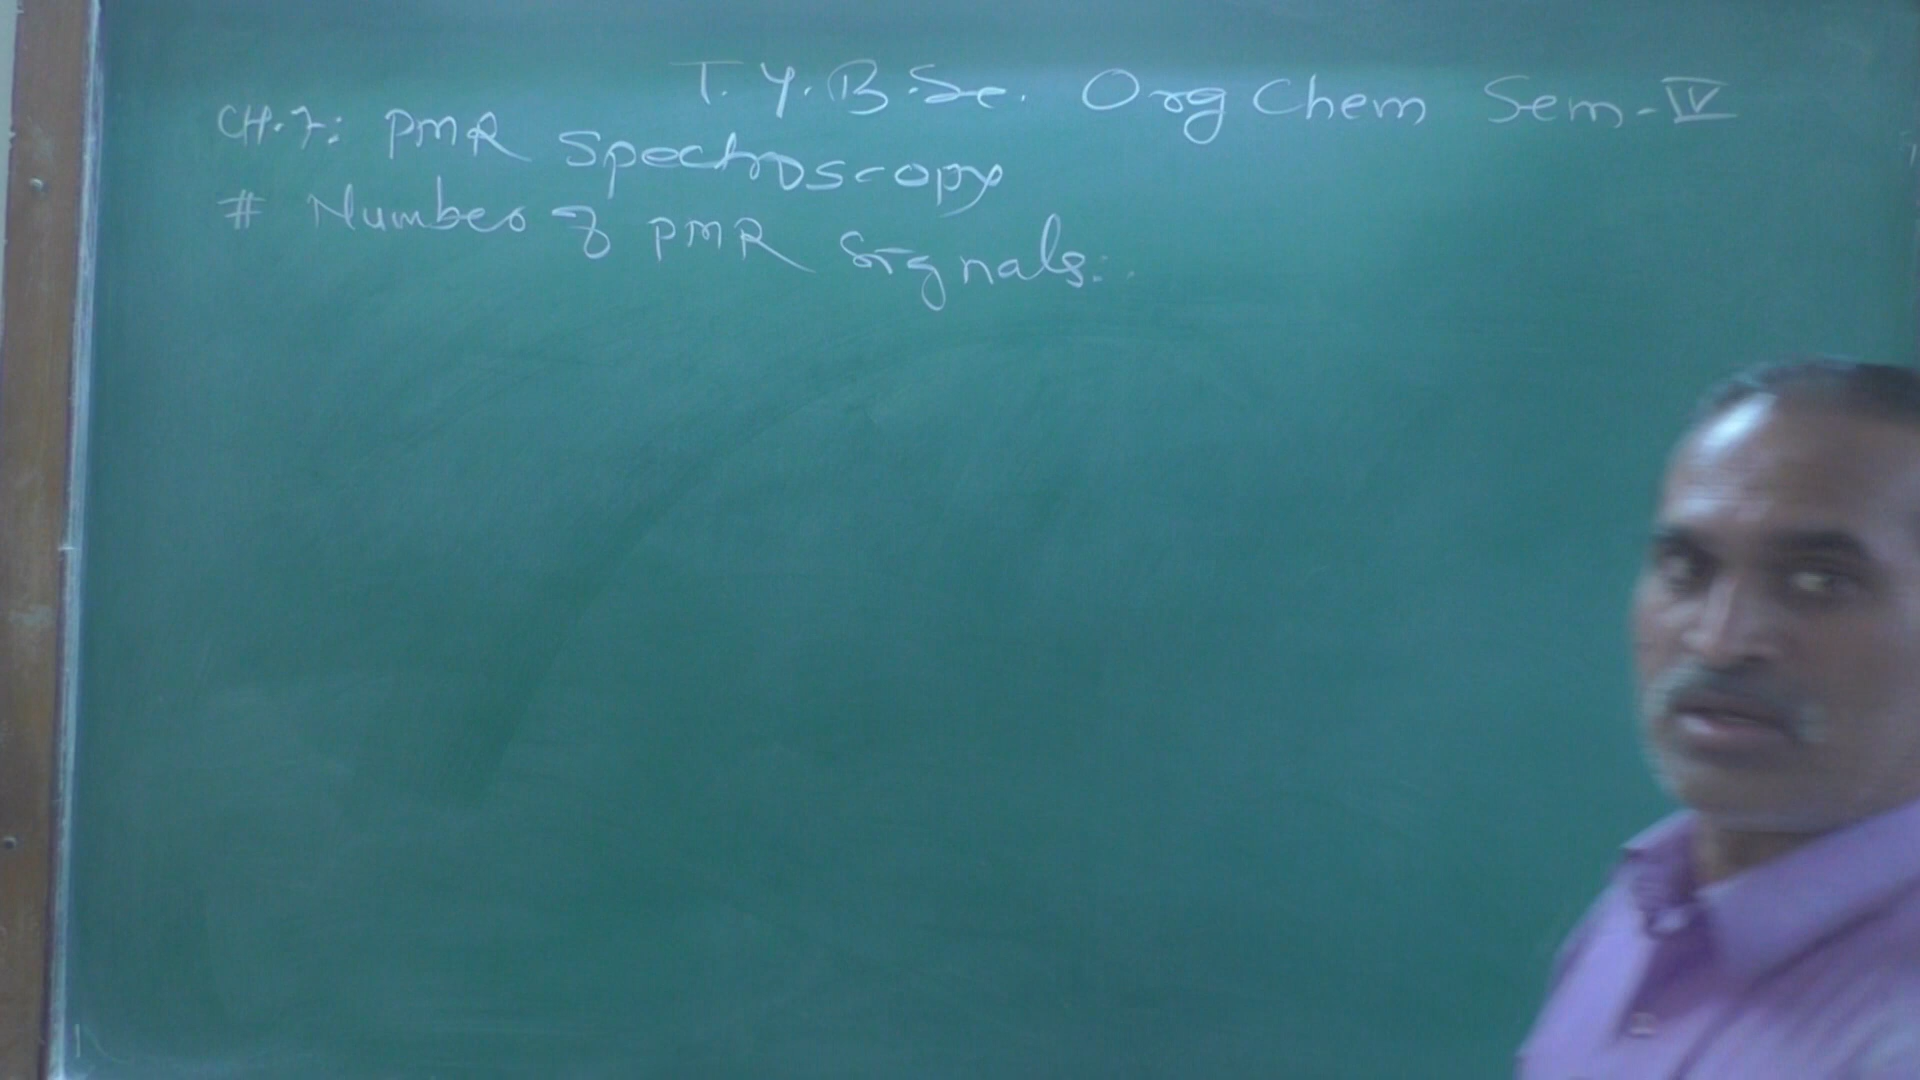 T.Y.B.Sc. Org Chem Sem-IV
CH.7: PMR Spectroscopy
# Number of PMR Signals: